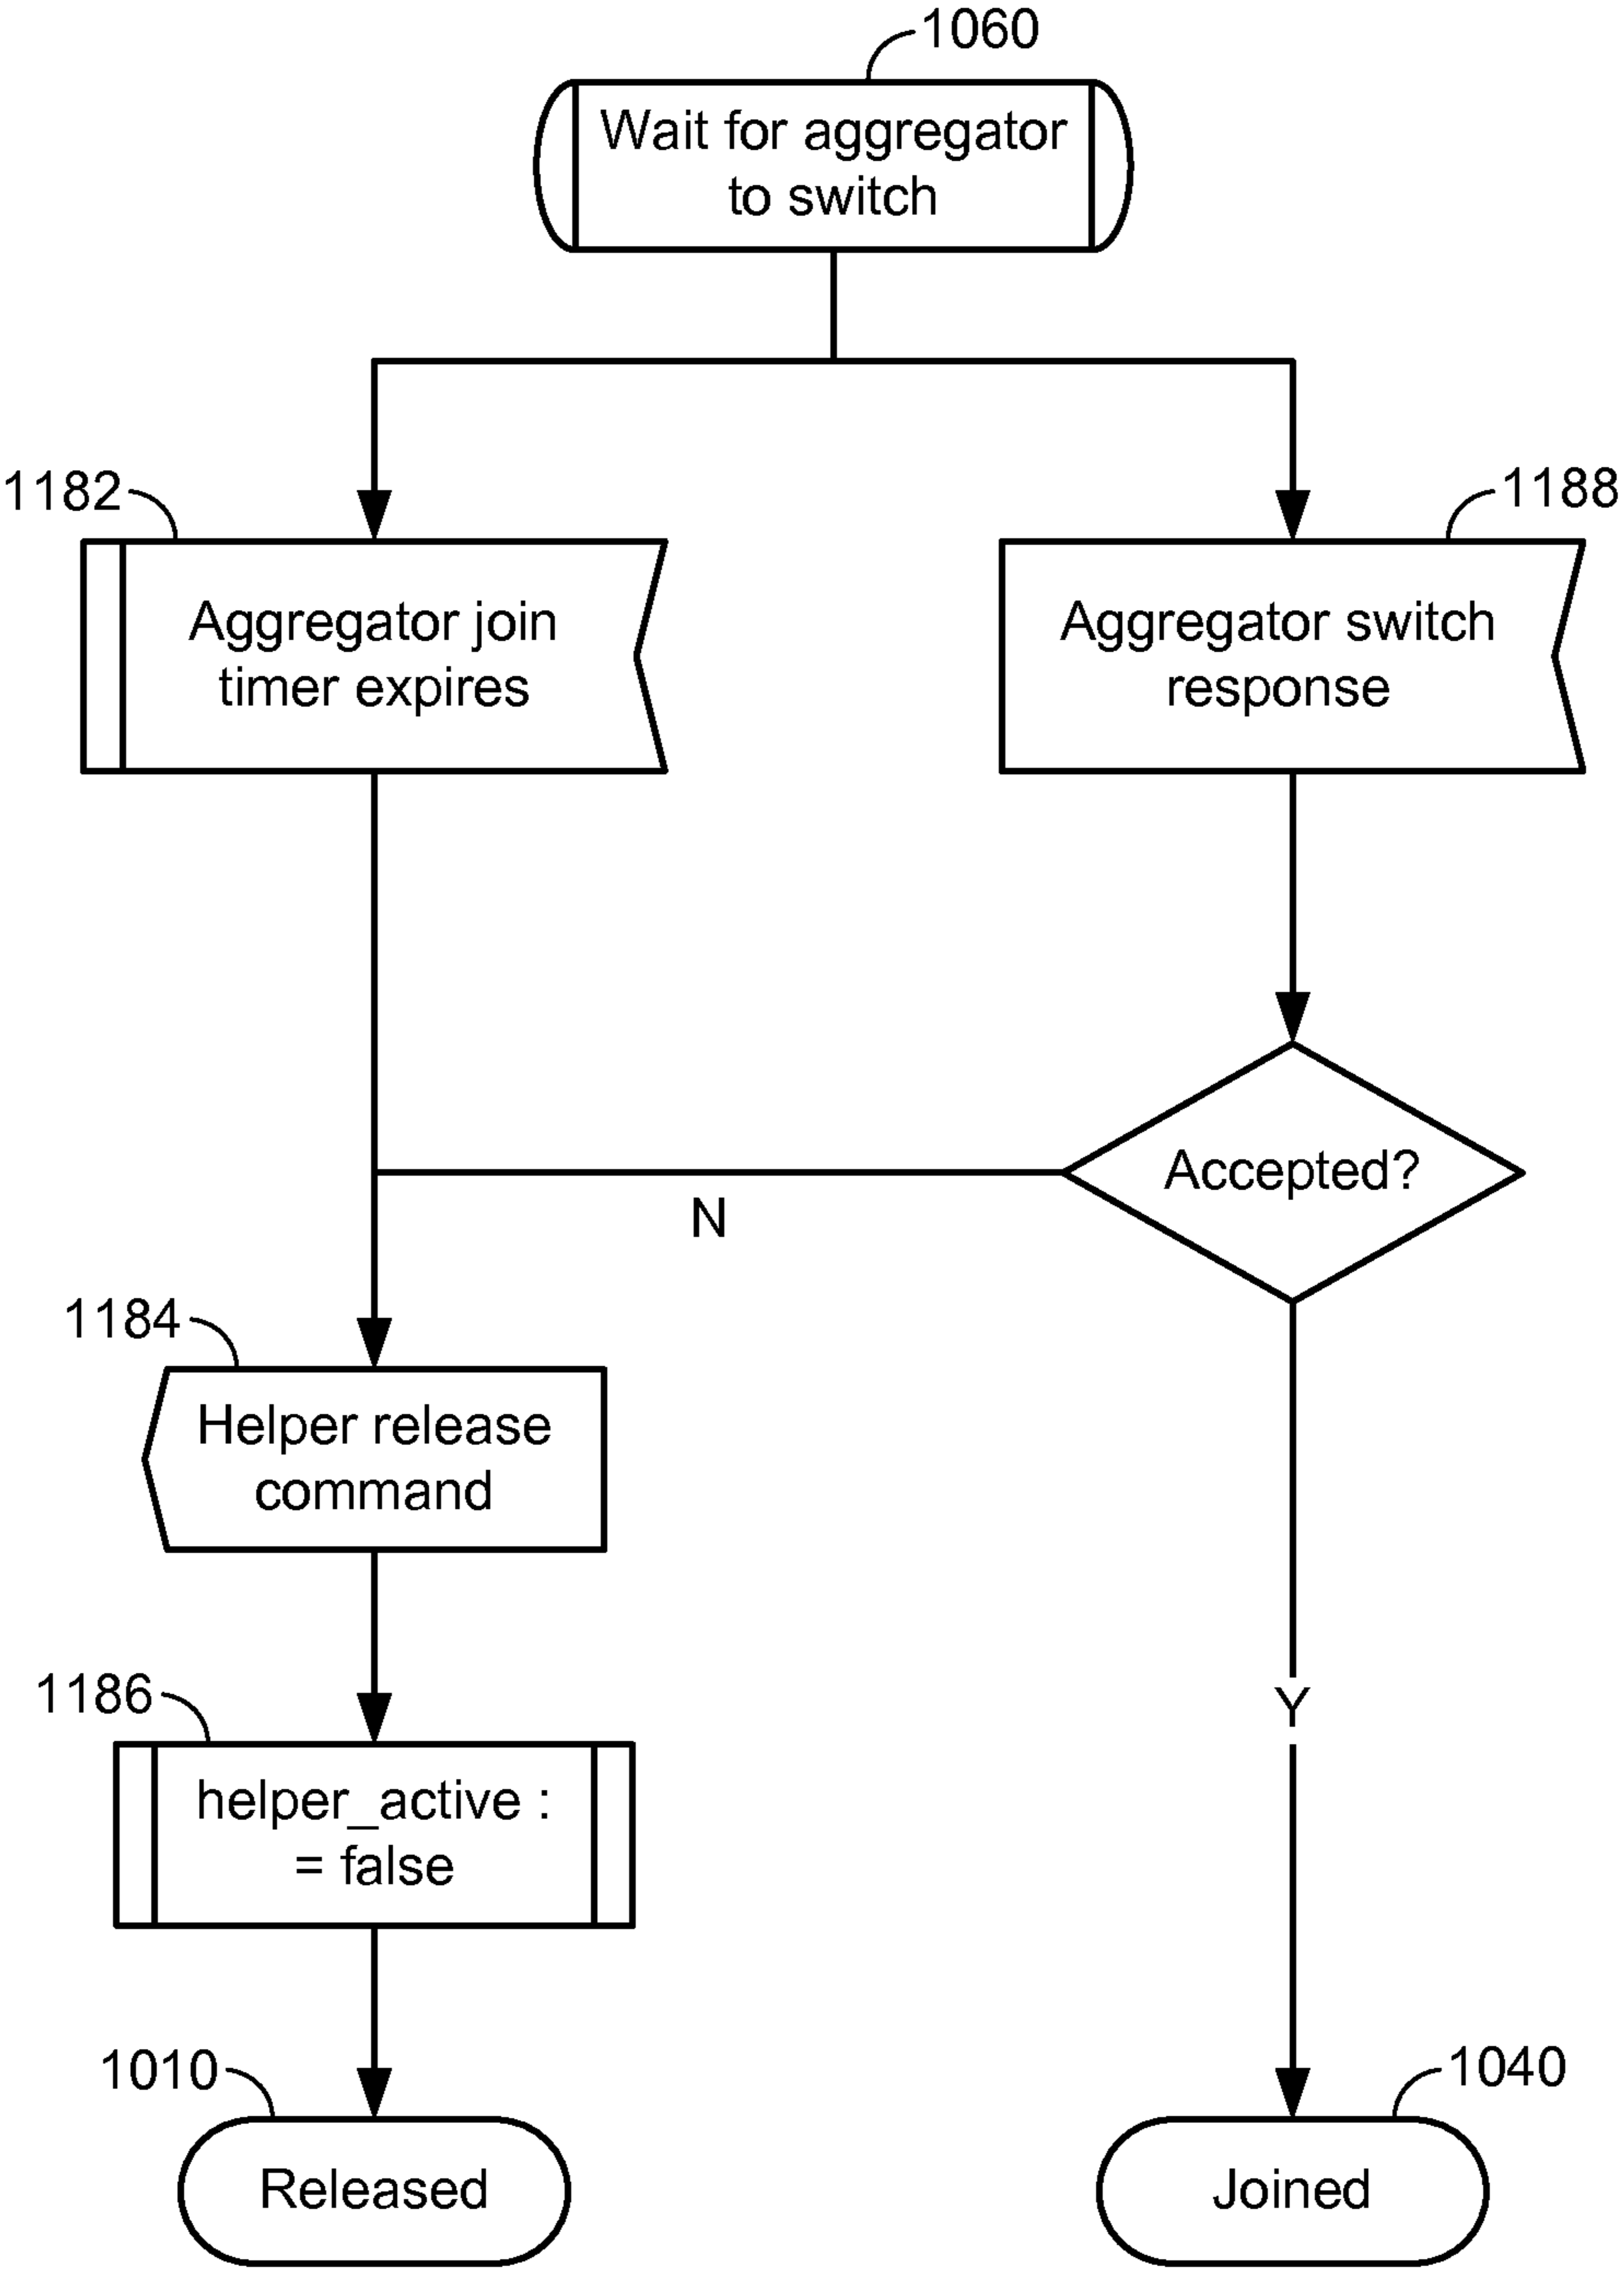 1060
Wait for aggregator
to switch
1182
1188
Aggregator join
timer expires
Aggregator switch
response
Accepted?
N
1184
Helper release
command
1186
Y
helper_active :
= false
1010
1040
Released
Joined